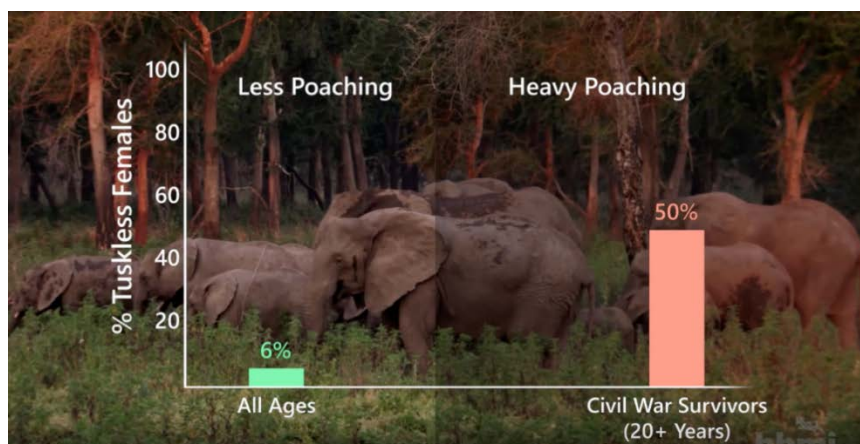 % Tuskless Females
100
80
60
40
20
Less Poaching
Heavy Poaching
6%
50%
All Ages
Civil War Survivors
(20+ Years)